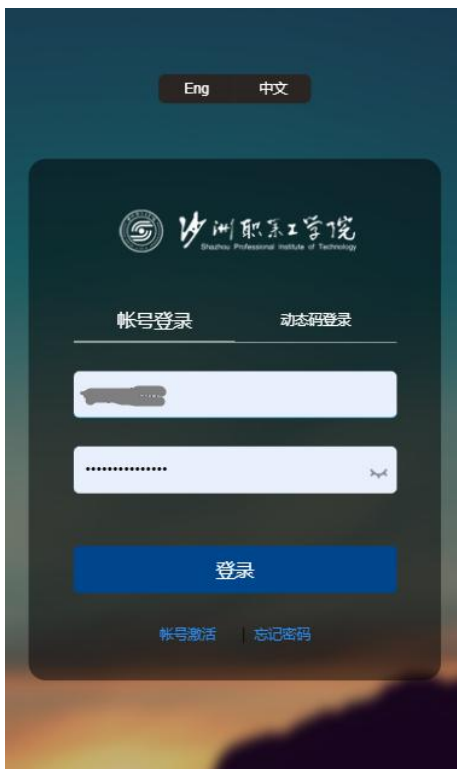 Eng 中文
沙洲职业工学院
Shazhou Professional Institute of Technology
帐号登录 动态码登录
•••••••••••••••
登录
帐号激活 | 忘记密码